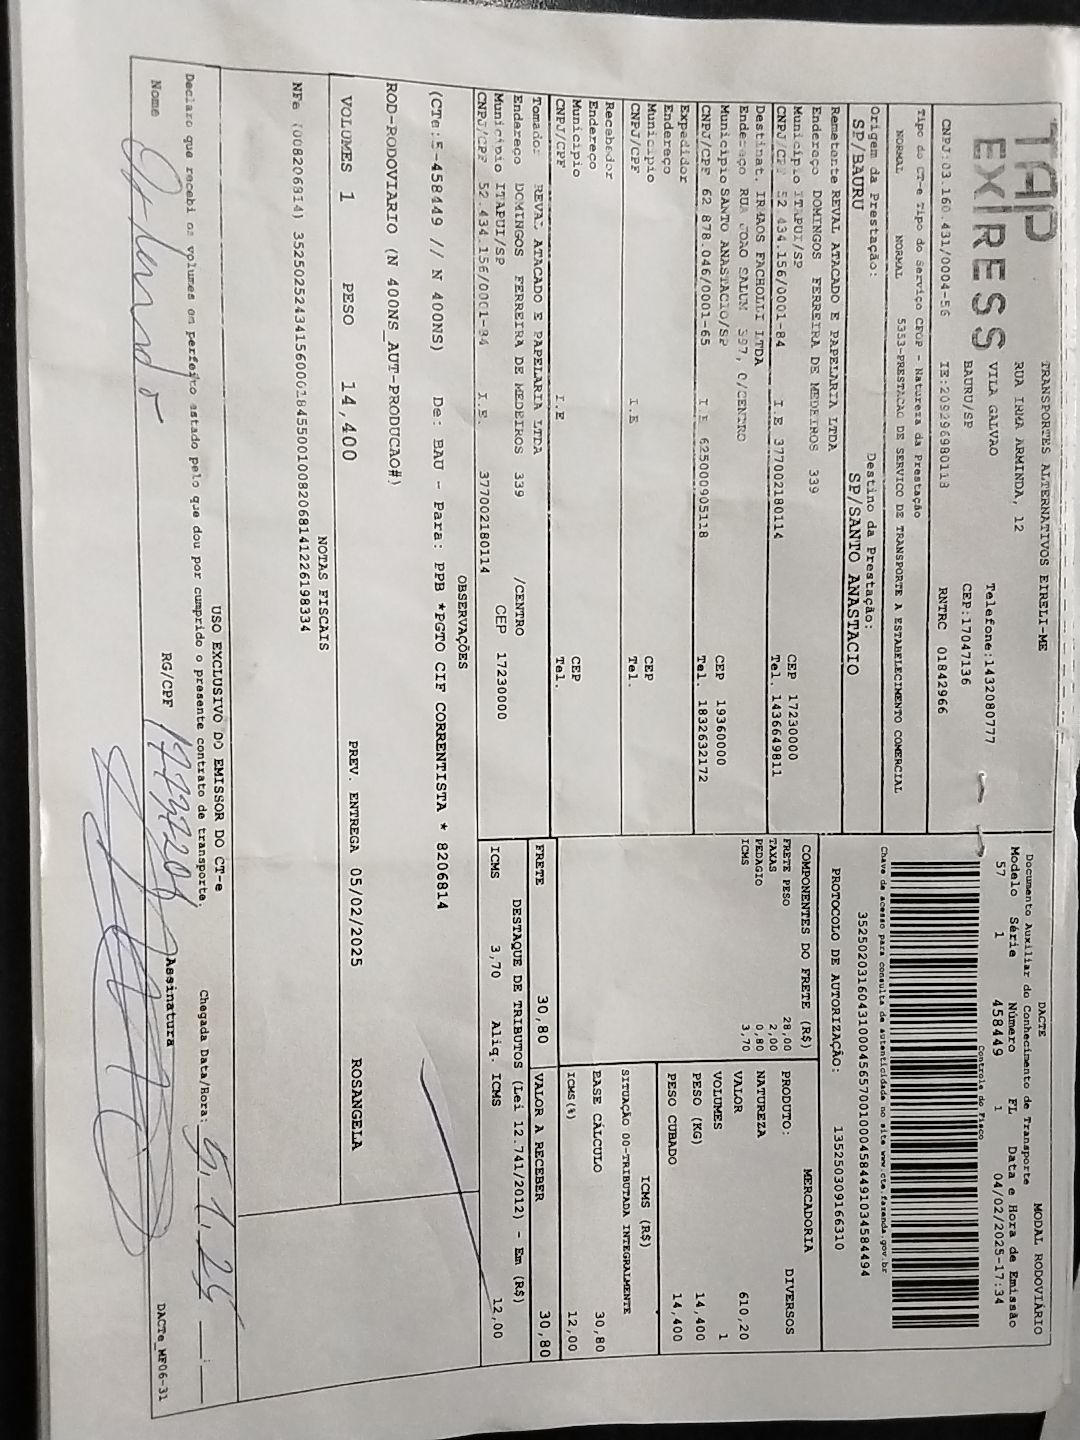 TAP
EXPRESS
TRANSPORTES ALTERNATIVOS EIRELI-ME
RUA IRMA ARMINDA, 12
VILA GALVAO
BAURU/SP
Telefone:1432080777
CEP:17047136
CNPJ:03.160.431/0004-56 IE:209296980113 RNTRC 01842966
Tipo do CT-e Tipo do Serviço CFOP - Natureza da Prestação
NORMAL NORMAL 5353-PRESTACAO DE SERVICO DE TRANSPORTE A ESTABELECIMENTO COMERCIAL
Origem da Prestação: Destino da Prestação:
SP/BAURU SP/SANTO ANASTACIO
Remetente REVAL ATACADO E PAPELARIA LTDA
Endereço DOMINGOS FERREIRA DE MEDEIROS 339
Município ITAPUI/SP CEP 17230000
CNPJ/CPF 52.434.156/0001-84 I.E 377002180114 Tel. 1436649811
Destinat. IRMAOS FACHOLLI LTDA
Endereço RUA JOAO SALUM 597, C/CENTRO
Município SANTO ANASTACIO/SP CEP 19360000
CNPJ/CPF 62.878.046/0001-65 I.E 625000905118 Tel. 1832632172
Expedidor
Endereço
Município CEP
CNPJ/CPF I.E Tel.
Recebedor
Endereço
Município CEP
CNPJ/CPF I.E Tel.
Tomador REVAL ATACADO E PAPELARIA LTDA
Endereço DOMINGOS FERREIRA DE MEDEIROS 339 /CENTRO
Município ITAPUI/SP CEP 17230000
CNPJ/CPF 52.434.156/0001-84 I.E. 377002180114
DACTE MODAL RODOVIÁRIO
Documento Auxiliar do Conhecimento de Transporte
Modelo Série Número FL Data e Hora de Emissão
57 1 458449 1 04/02/2025-17:34
Controle do Fisco
Chave de acesso para consulta de autenticidade no site www.cte.fazenda.gov.br
35250203160431000456570010004584491034584494
PROTOCOLO DE AUTORIZAÇÃO: 135250309166310
COMPONENTES DO FRETE (R$)
FRETE PESO 28,00
TAXAS 2,00
PEDAGIO 0,80
ICMS 3,70
MERCADORIA
PRODUTO: DIVERSOS
NATUREZA
VALOR 610,20
VOLUMES 1
PESO (KG) 14,400
PESO CUBADO 14,400
ICMS (R$)
SITUAÇÃO 00-TRIBUTADA INTEGRALMENTE
BASE CÁLCULO 30,80
ICMS(%) 12,00
FRETE 30,80 VALOR A RECEBER 30,80
DESTAQUE DE TRIBUTOS (Lei 12.741/2012) - Em (R$)
ICMS 3,70 Aliq. ICMS 12,00
OBSERVAÇÕES
(CTe:5-458449 // N 400NS) De: BAU - Para: PPB *PGTO CIF CORRENTISTA * 8206814
ROD-RODOVIARIO (N 400NS_AUT-PRODUCAO#)
VOLUMES 1 PESO 14,400 PREV. ENTREGA 05/02/2025 ROSANGELA
NOTAS FISCAIS
NFe (008206814) 35250252434156000184550010082068141226198334
USO EXCLUSIVO DO EMISSOR DO CT-e
Declaro que recebi os volumes em perfeito estado pelo que dou por cumprido o presente contrato de transporte.
Chegada Data/Hora:
Nome RG/CPF Assinatura
DACTe_MF06-31